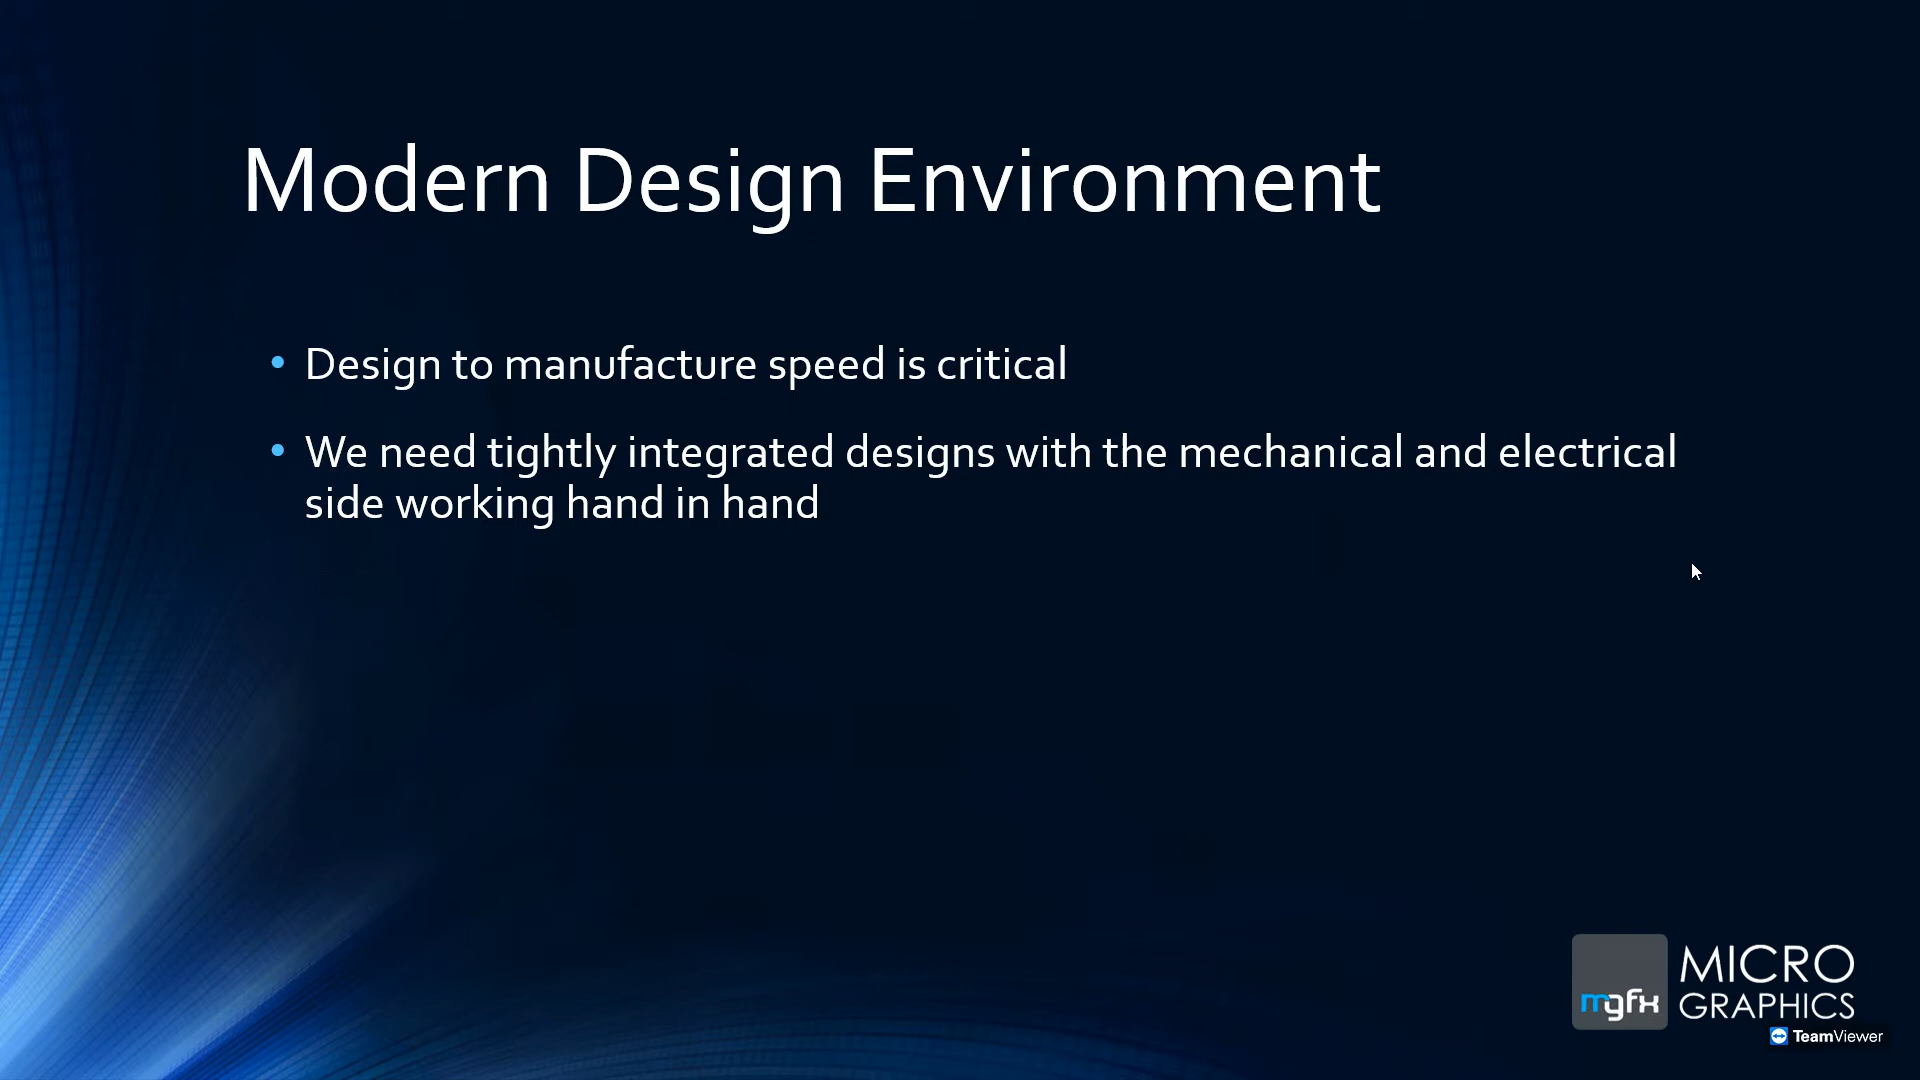 Modern Design Environment
• Design to manufacture speed is critical
• We need tightly integrated designs with the mechanical and electrical
side working hand in hand
mgfx
MICRO
GRAPHICS
TeamViewer